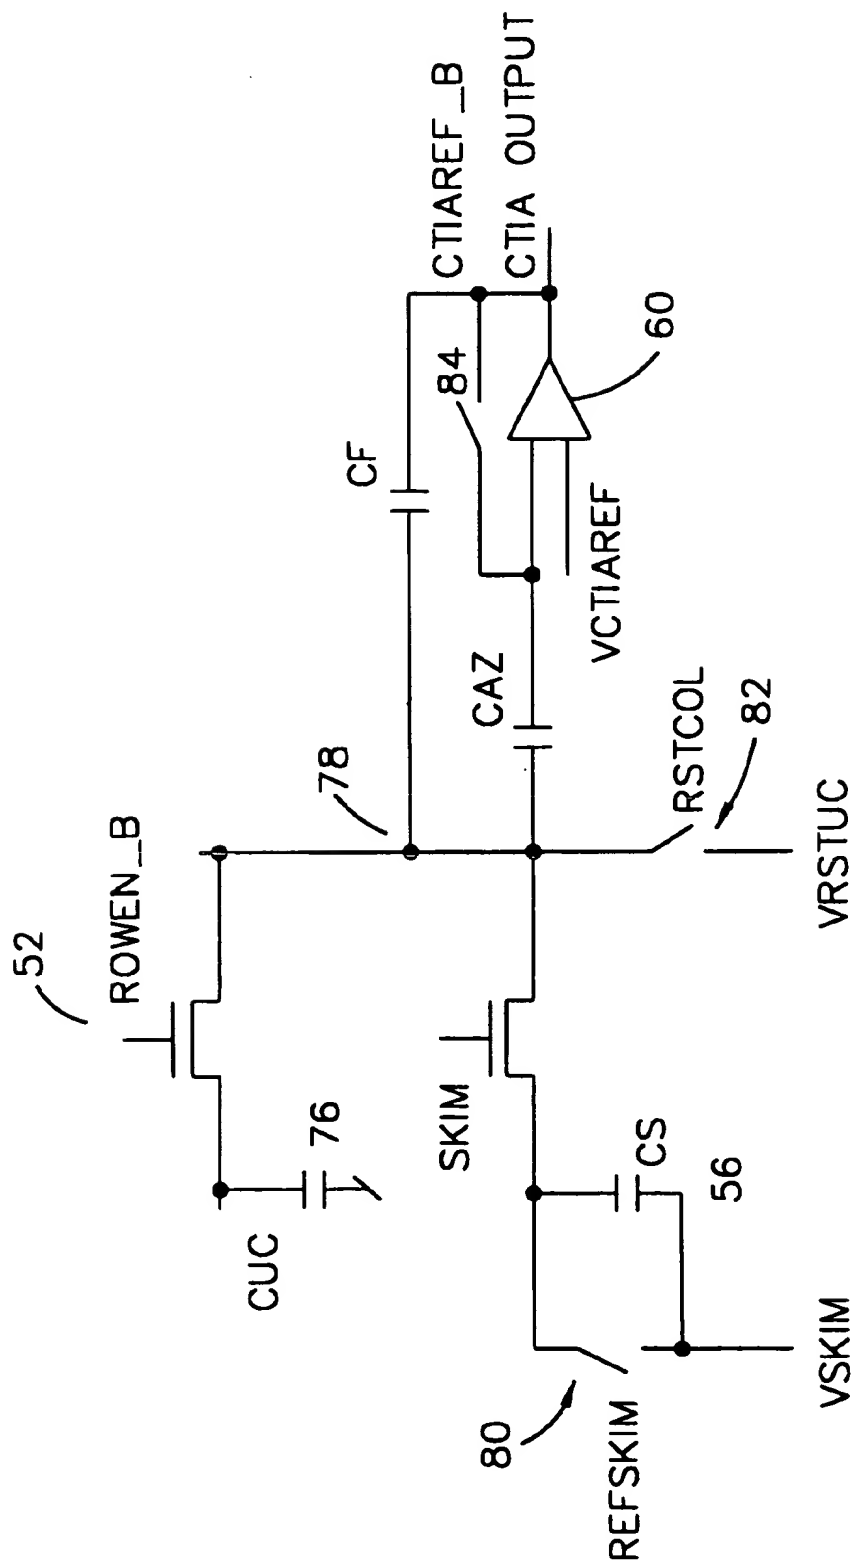 52
ROWEN_B
CUC
76
78
CF
CTIAREF_B
CTIA OUTPUT
84
60
VCTIAREF
CAZ
SKIM
CS
56
RSTCOL
82
VRSTUC
80
REFSKIM
VSKIM